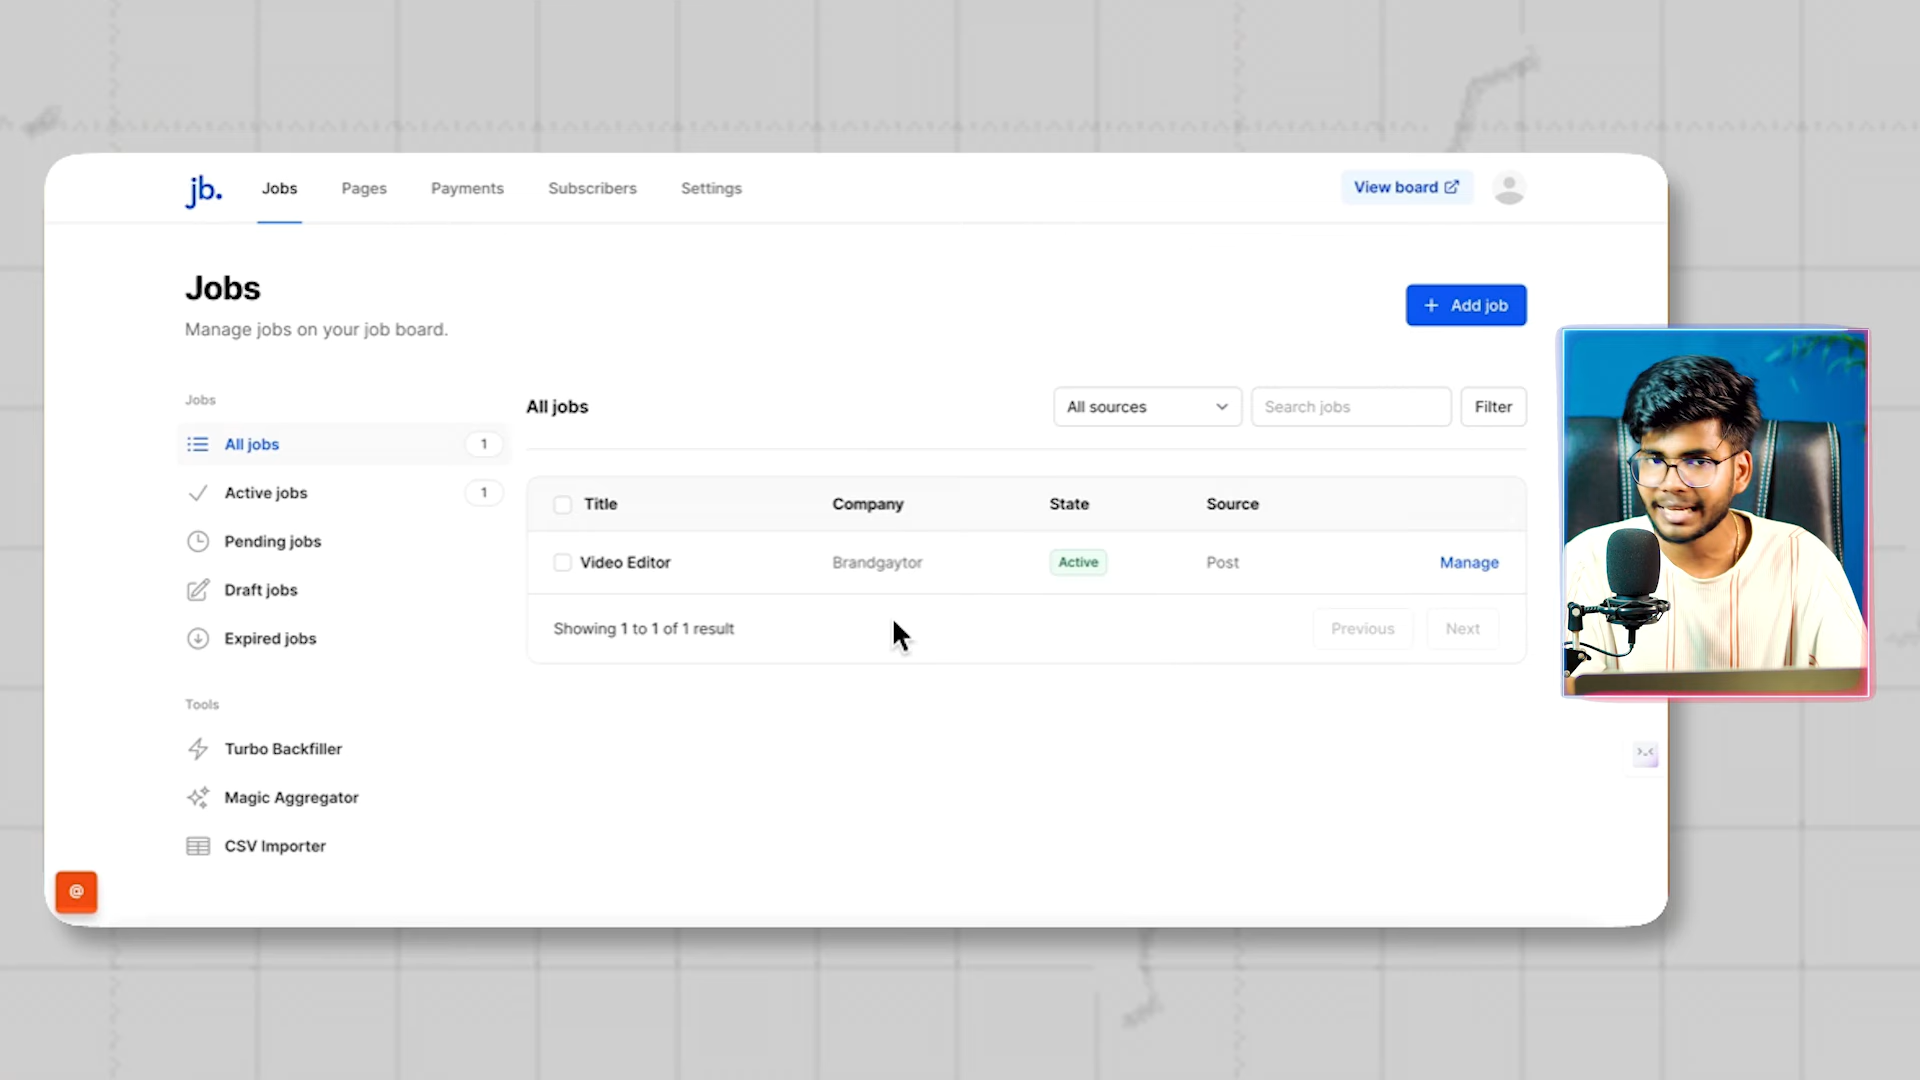 jb.
Jobs
Pages
Payments
Subscribers
Settings
View board
Jobs
Manage jobs on your job board.
+ Add job
Jobs
All jobs 1
Active jobs 1
Pending jobs
Draft jobs
Expired jobs
Tools
Turbo Backfiller
Magic Aggregator
CSV Importer
@
All jobs
All sources
Search jobs
Filter
Title Company State Source
Video Editor Brandgaytor Active Post Manage
Showing 1 to 1 of 1 result
Previous
Next